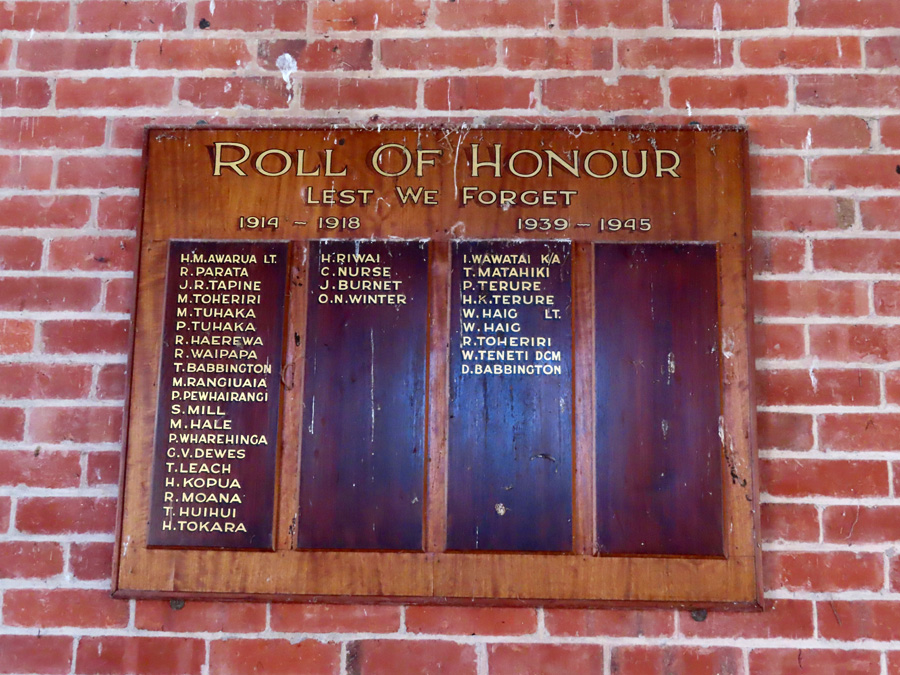 ROLL OF HONOUR
LEST WE FORGET
1914 - 1918
1939 - 1945
H.M.AWARUA LT.
R.PARATA
J.R.TAPINE
M.TOHERIRI
M.TUHAKA
P.TUHAKA
R.HAEREWA
R.WAIPAPA
T.BABBINGTON
M.RANGIUAIA
P.PEWHAIRANGI
S.MILL
M.HALE
P.WHAREHINGA
G.V.DEWES
T.LEACH
H.KOPUA
R.MOANA
T.HUIHUI
H.TOKARA
H.RIWAI
C.NURSE
J.BURNET
O.N.WINTER
I.WAWATAI KA
T.MATAHIKI
P.TERURE
H.K.TERURE
W.HAIG LT.
W.HAIG
R.TOHERIRI
W.TENETI DCM
D.BABBINGTON